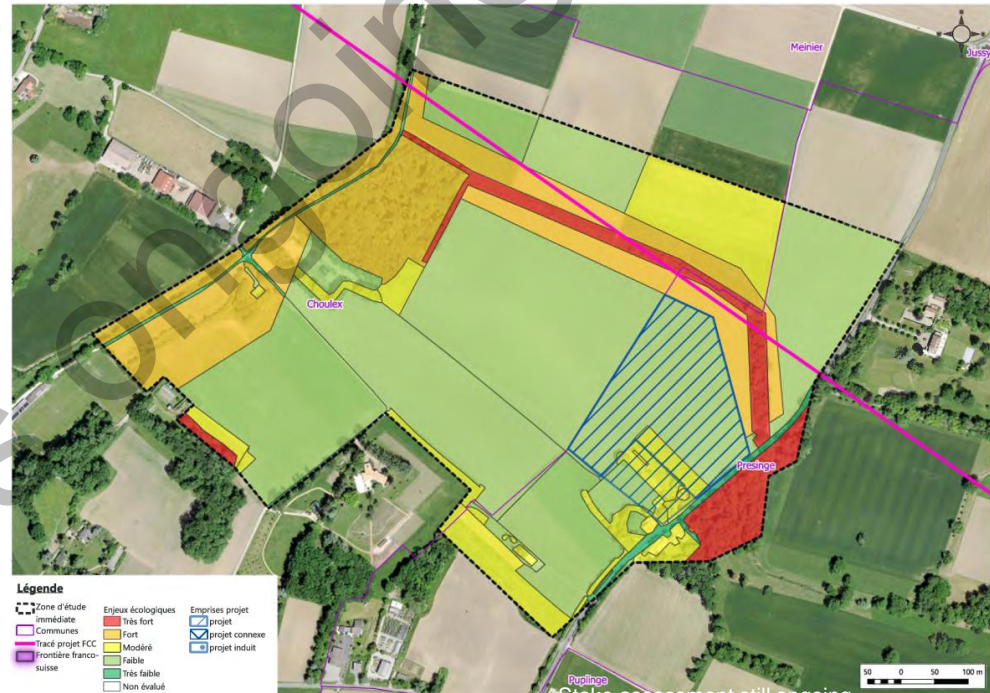 Meinier
Jussy
Choulex
Presinge
Puplinge
Légende
Zone d'étude
immédiate
Communes
Tracé projet FCC
Frontière franco-
suisse
Enjeux écologiques
Très fort
Fort
Modéré
Faible
Très faible
Non évalué
Emprises projet
projet
projet connexe
projet induit
50 0 50 100 m